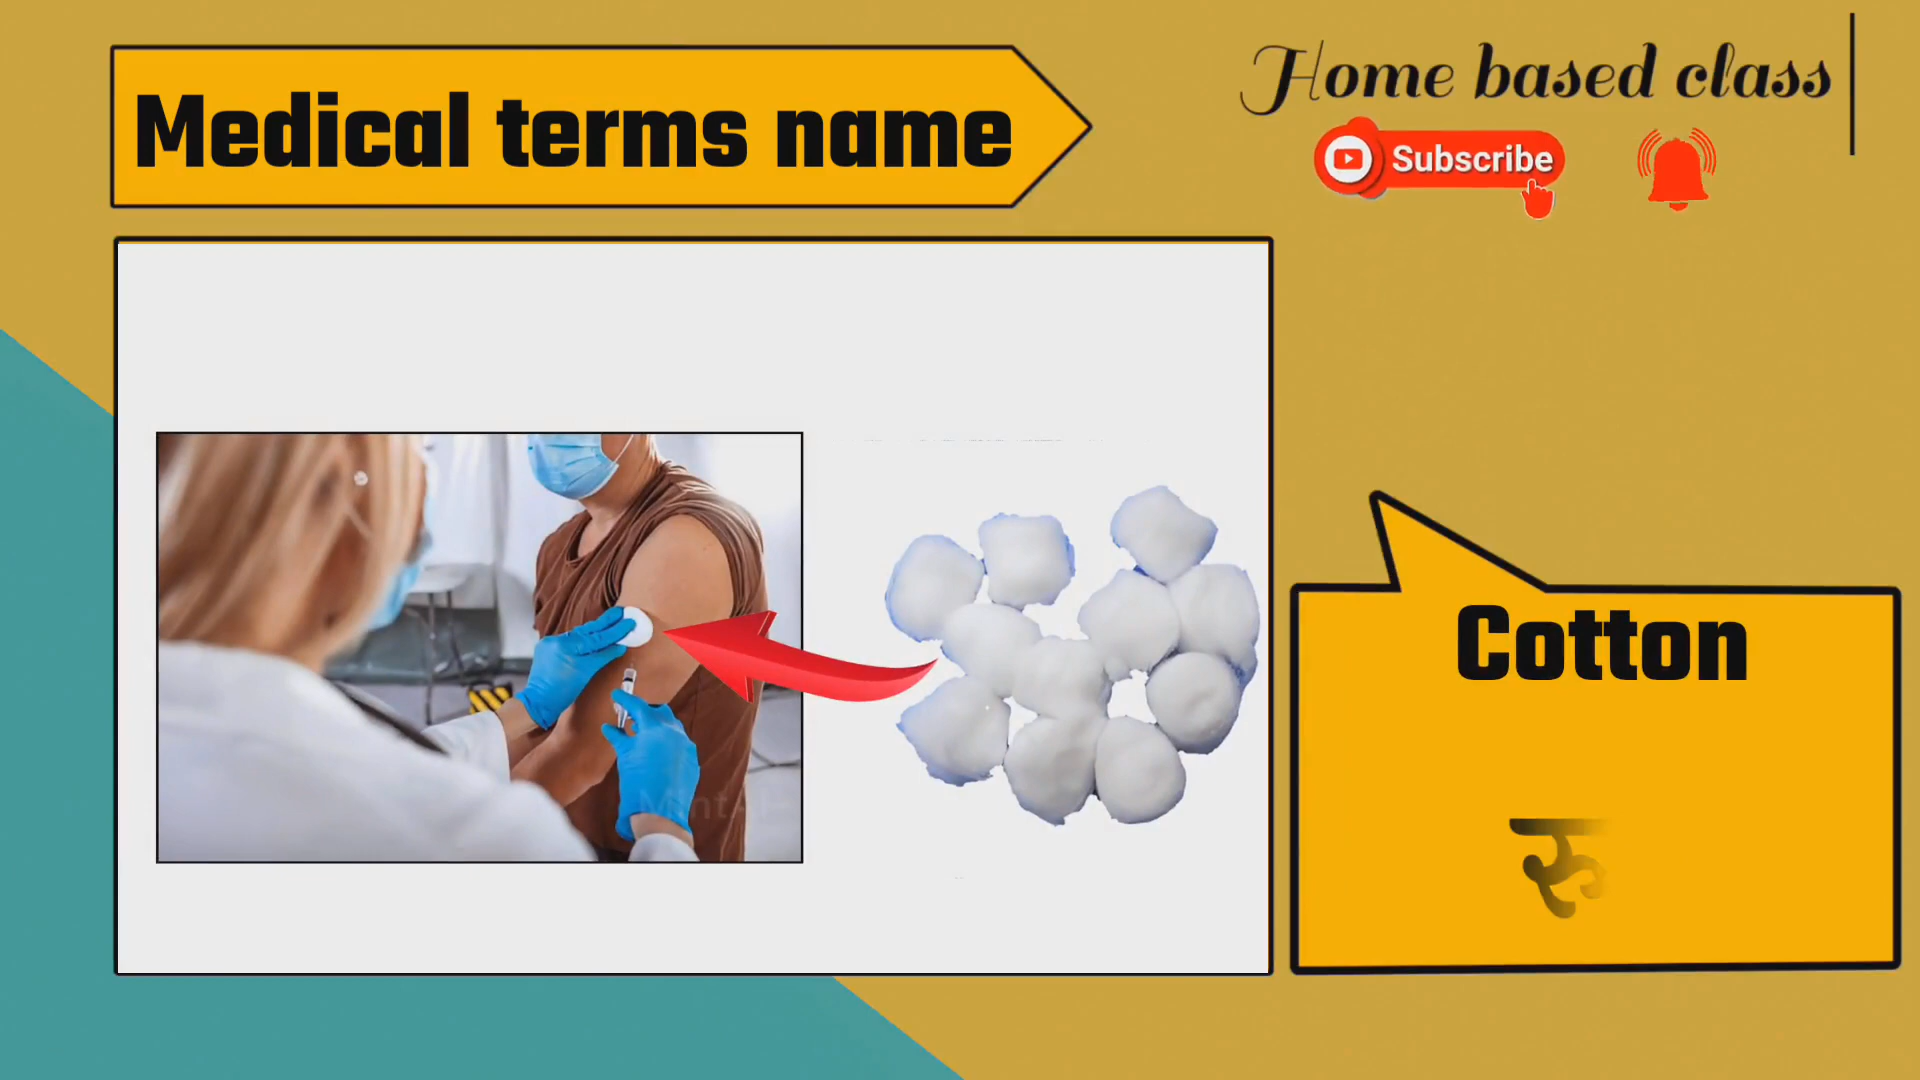 Medical terms name
Home based class
Subscribe
Cotton